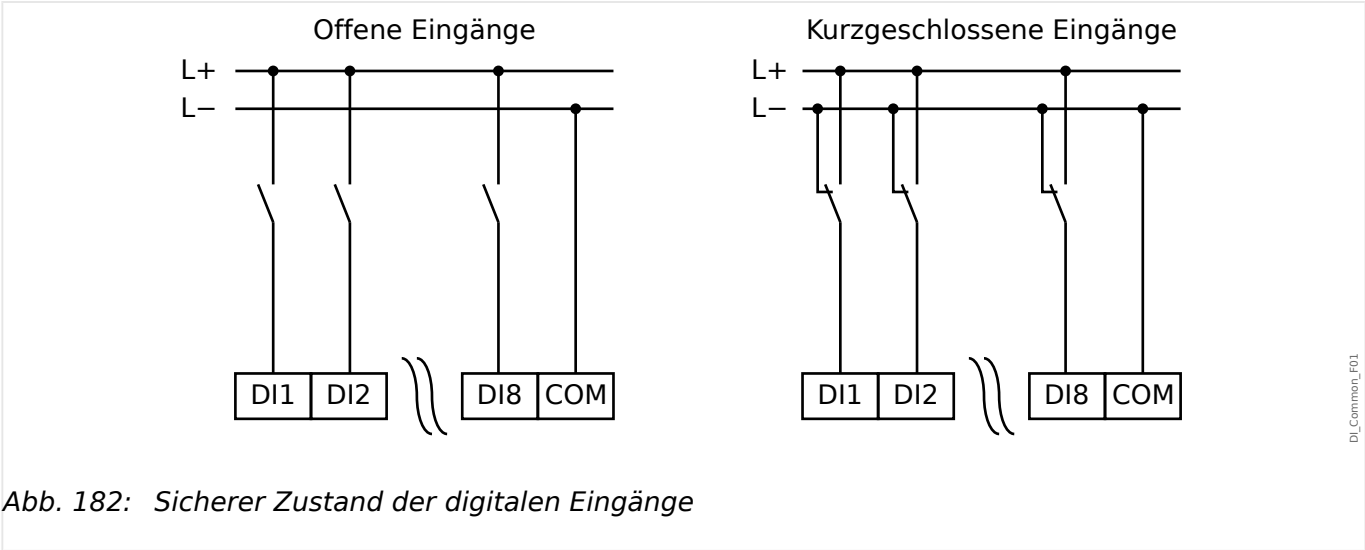 Offene Eingänge
L+
L−
DI1 DI2 DI8 COM
Kurzgeschlossene Eingänge
L+
L−
DI1 DI2 DI8 COM
DI_Common_F01
Abb. 182: Sicherer Zustand der digitalen Eingänge